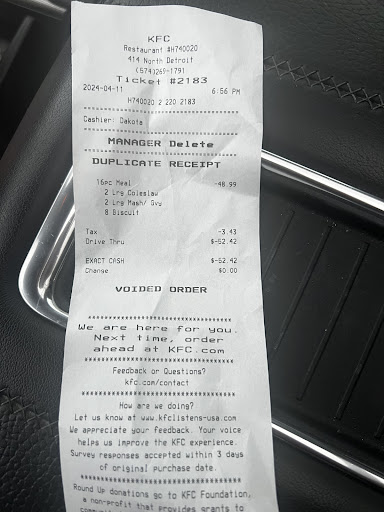 KFC
Restaurant #H740020
414 North Detroit
(574)269-1791
Ticket #2183
2024-04-11 6:56 PM
H740020 2 220 2183
Cashier: Dakota
MANAGER Delete
DUPLICATE RECEIPT
16pc Meal -48.99
2 Lrg Coleslaw
2 Lrg Mash/ Gvy
8 Biscuit
Tax -3.43
Drive Thru $-52.42
EXACT CASH $-52.42
Change $0.00
VOIDED ORDER
We are here for you.
Next time, order
ahead at KFC.com
Feedback or Questions?
kfc.com/contact
How are we doing?
Let us know at www.kfclistens-usa.com
We appreciate your feedback. Your voice
helps us improve the KFC experience.
Survey responses accepted within 3 days
of original purchase date.
Round Up donations go to KFC Foundation,
a non-profit that provides grants to